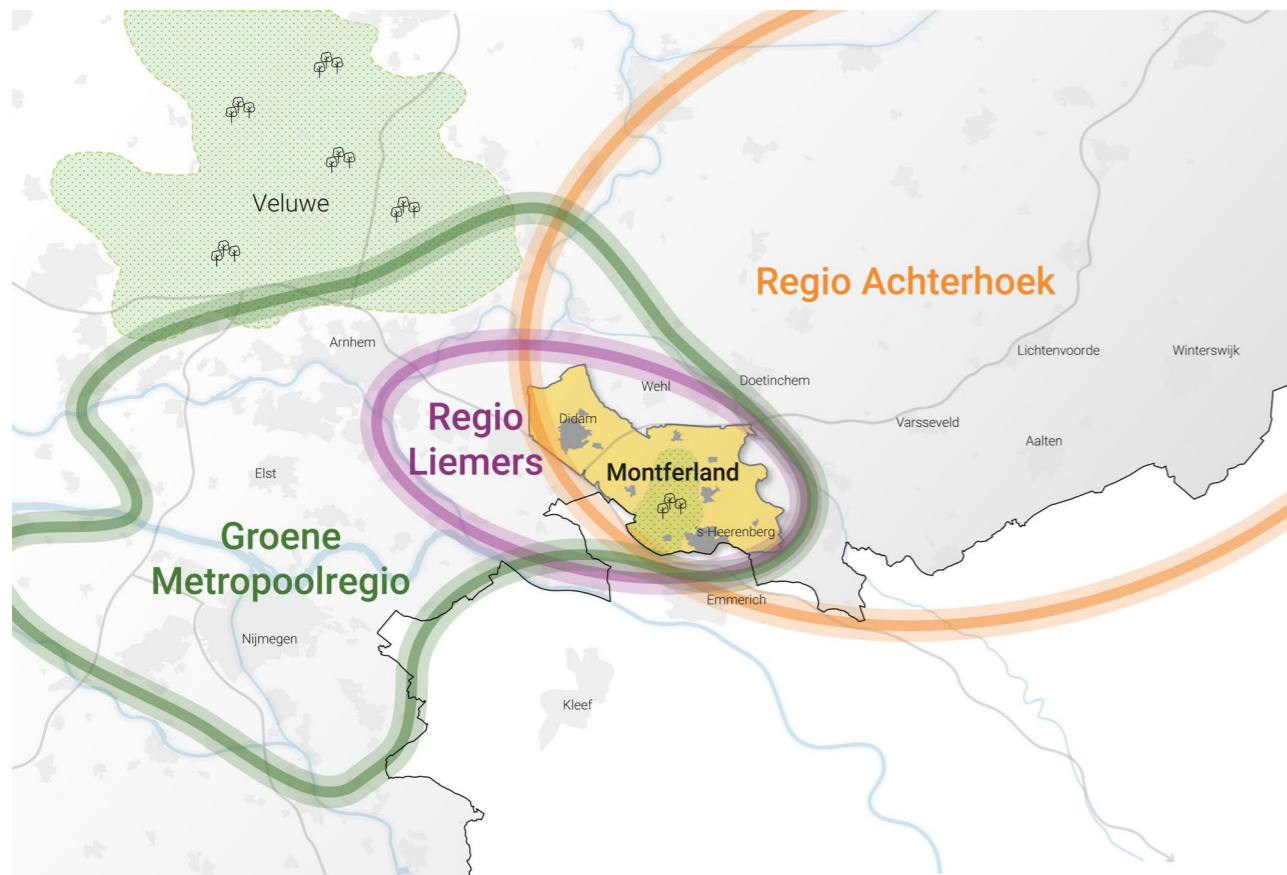 Veluwe
Regio Achterhoek
Arnhem
Lichtenvoorde
Winterswijk
Wehl
Doetinchem
Regio
Liemers
Didam
Varsseveld
Aalten
Elst
Montferland
Groene
Metropoolregio
's-Heerenberg
Emmerich
Nijmegen
Kleef